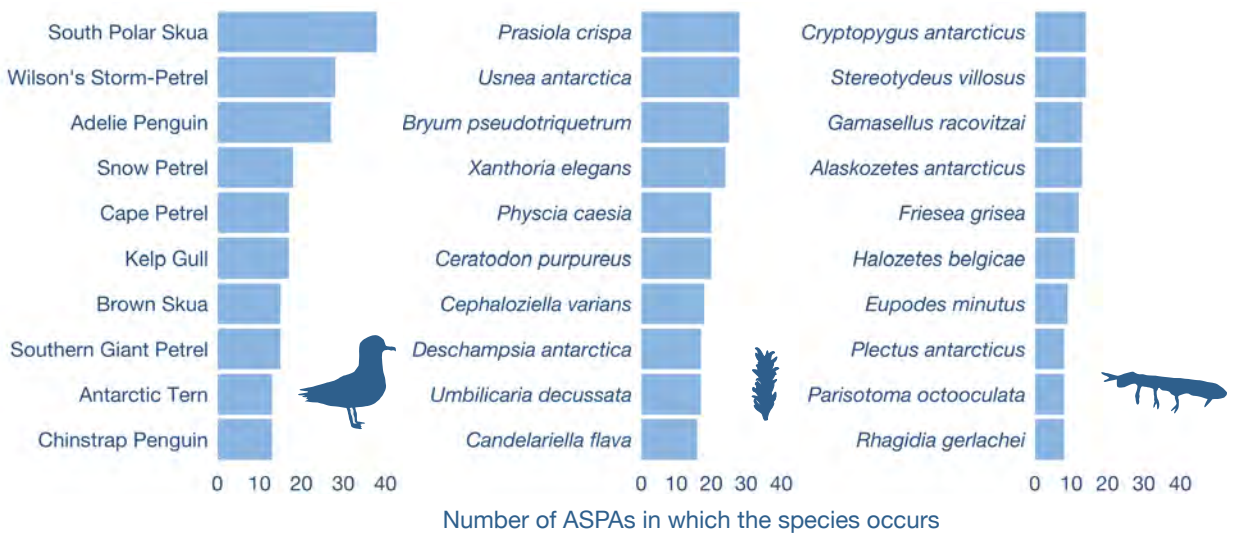 South Polar Skua
Wilson's Storm-Petrel
Adelie Penguin
Snow Petrel
Cape Petrel
Kelp Gull
Brown Skua
Southern Giant Petrel
Antarctic Tern
Chinstrap Penguin
0 10 20 30 40
Prasiola crispa
Usnea antarctica
Bryum pseudotriquetrum
Xanthoria elegans
Physcia caesia
Ceratodon purpureus
Cephaloziella varians
Deschampsia antarctica
Umbilicaria decussata
Candelariella flava
0 10 20 30 40
Cryptopygus antarcticus
Stereotydeus villosus
Gamasellus racovitzai
Alaskozetes antarcticus
Friesea grisea
Halozetes belgicae
Eupodes minutus
Plectus antarcticus
Parisotoma octooculata
Rhagidia gerlachei
0 10 20 30 40
Number of ASPAs in which the species occurs